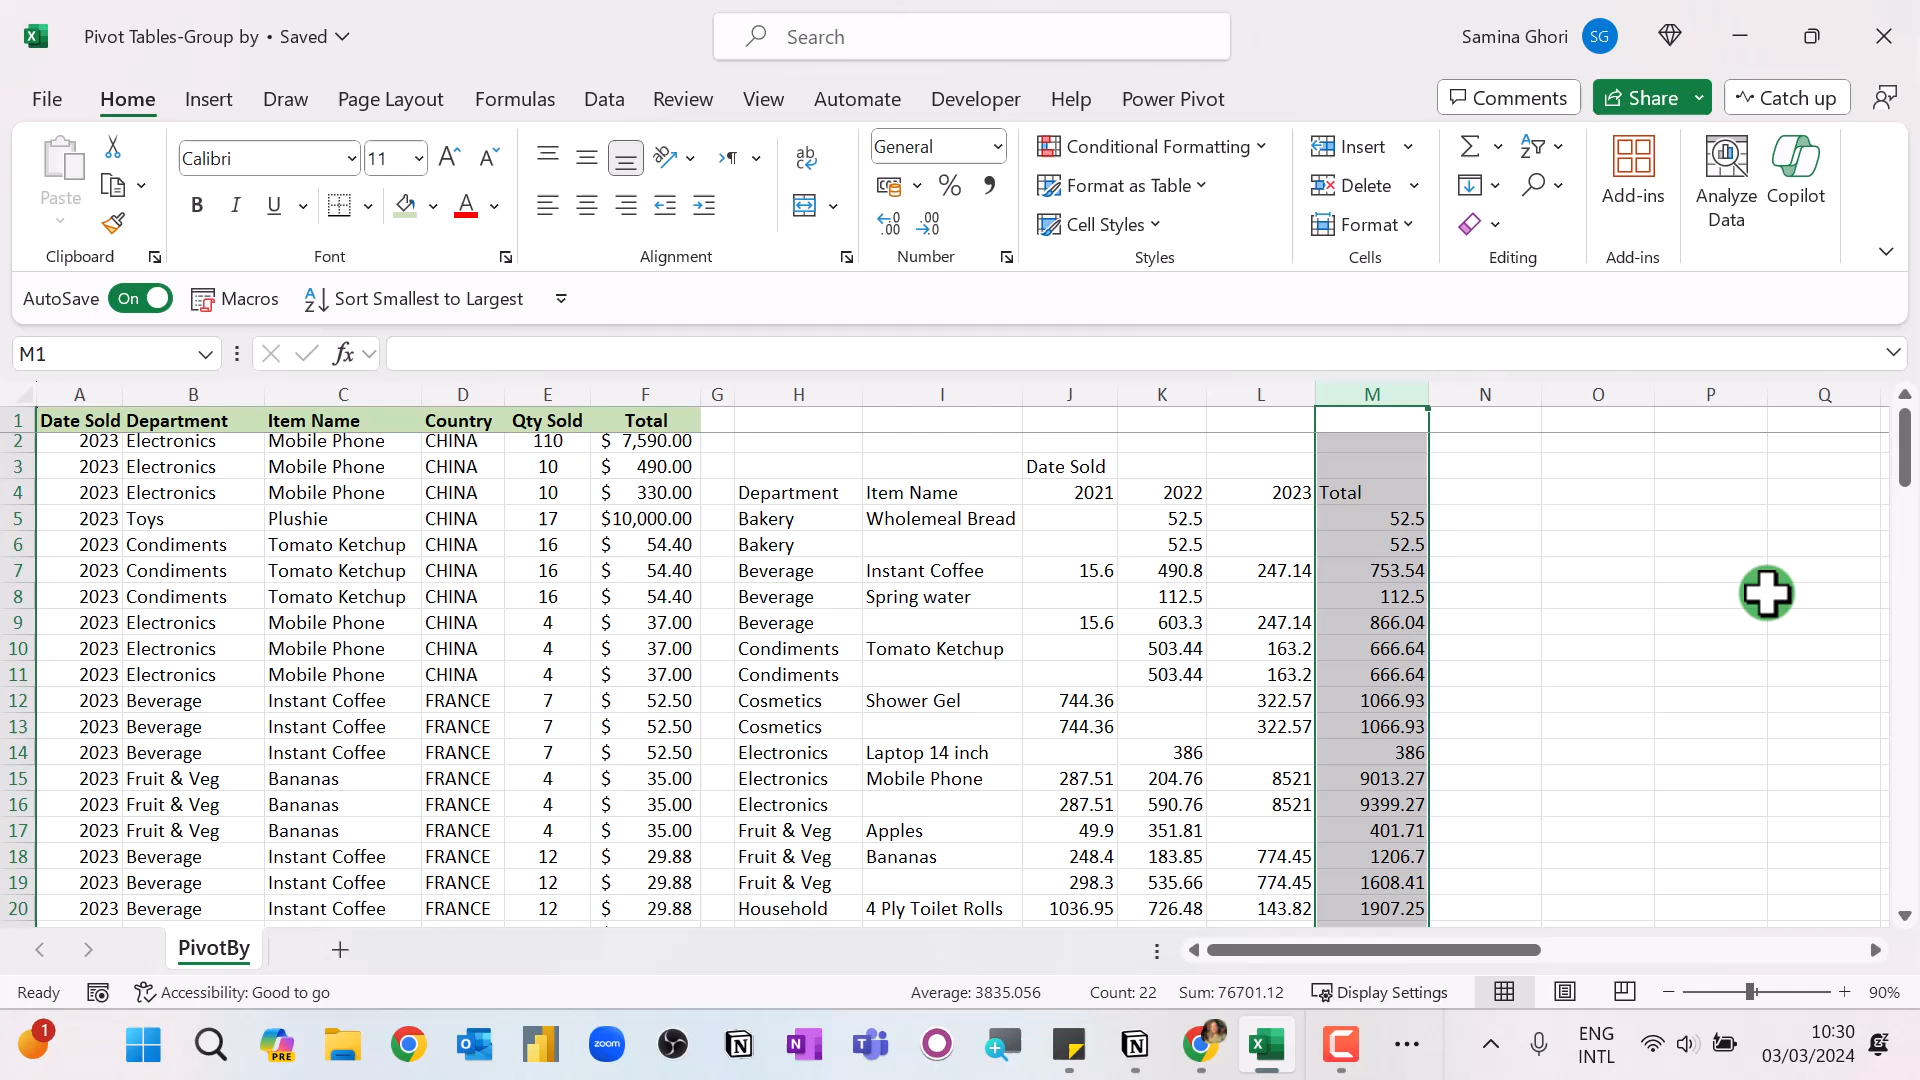 Pivot Tables-Group by • Saved
Search
Samina Ghori SG
File Home Insert Draw Page Layout Formulas Data Review View Automate Developer Help Power Pivot
Comments Share Catch up
Paste
Clipboard
Calibri 11
B I U
Font
ab
Alignment
General
Number
Conditional Formatting
Format as Table
Cell Styles
Styles
Insert
Delete
Format
Cells
Editing
Add-ins
Add-ins
Analyze
Data
Copilot
AutoSave On Macros Sort Smallest to Largest
M1 fx
A B C D E F G H I J K L M N O P Q
1 Date Sold Department Item Name Country Qty Sold Total
2 2023 Electronics Mobile Phone CHINA 110 $ 7,590.00
3 2023 Electronics Mobile Phone CHINA 10 $ 490.00 Date Sold
4 2023 Electronics Mobile Phone CHINA 10 $ 330.00 Department Item Name 2021 2022 2023 Total
5 2023 Toys Plushie CHINA 17 $10,000.00 Bakery Wholemeal Bread 52.5 52.5
6 2023 Condiments Tomato Ketchup CHINA 16 $ 54.40 Bakery 52.5 52.5
7 2023 Condiments Tomato Ketchup CHINA 16 $ 54.40 Beverage Instant Coffee 15.6 490.8 247.14 753.54
8 2023 Condiments Tomato Ketchup CHINA 16 $ 54.40 Beverage Spring water 112.5 112.5
9 2023 Electronics Mobile Phone CHINA 4 $ 37.00 Beverage 15.6 603.3 247.14 866.04
10 2023 Electronics Mobile Phone CHINA 4 $ 37.00 Condiments Tomato Ketchup 503.44 163.2 666.64
11 2023 Electronics Mobile Phone CHINA 4 $ 37.00 Condiments 503.44 163.2 666.64
12 2023 Beverage Instant Coffee FRANCE 7 $ 52.50 Cosmetics Shower Gel 744.36 322.57 1066.93
13 2023 Beverage Instant Coffee FRANCE 7 $ 52.50 Cosmetics 744.36 322.57 1066.93
14 2023 Beverage Instant Coffee FRANCE 7 $ 52.50 Electronics Laptop 14 inch 386 386
15 2023 Fruit & Veg Bananas FRANCE 4 $ 35.00 Electronics Mobile Phone 287.51 204.76 8521 9013.27
16 2023 Fruit & Veg Bananas FRANCE 4 $ 35.00 Electronics 287.51 590.76 8521 9399.27
17 2023 Fruit & Veg Bananas FRANCE 4 $ 35.00 Fruit & Veg Apples 49.9 351.81 401.71
18 2023 Beverage Instant Coffee FRANCE 12 $ 29.88 Fruit & Veg Bananas 248.4 183.85 774.45 1206.7
19 2023 Beverage Instant Coffee FRANCE 12 $ 29.88 Fruit & Veg 298.3 535.66 774.45 1608.41
20 2023 Beverage Instant Coffee FRANCE 12 $ 29.88 Household 4 Ply Toilet Rolls 1036.95 726.48 143.82 1907.25
PivotBy
Ready Accessibility: Good to go Average: 3835.056 Count: 22 Sum: 76701.12 Display Settings 90%
1 PRE zoom ENG
INTL
10:30
03/03/2024